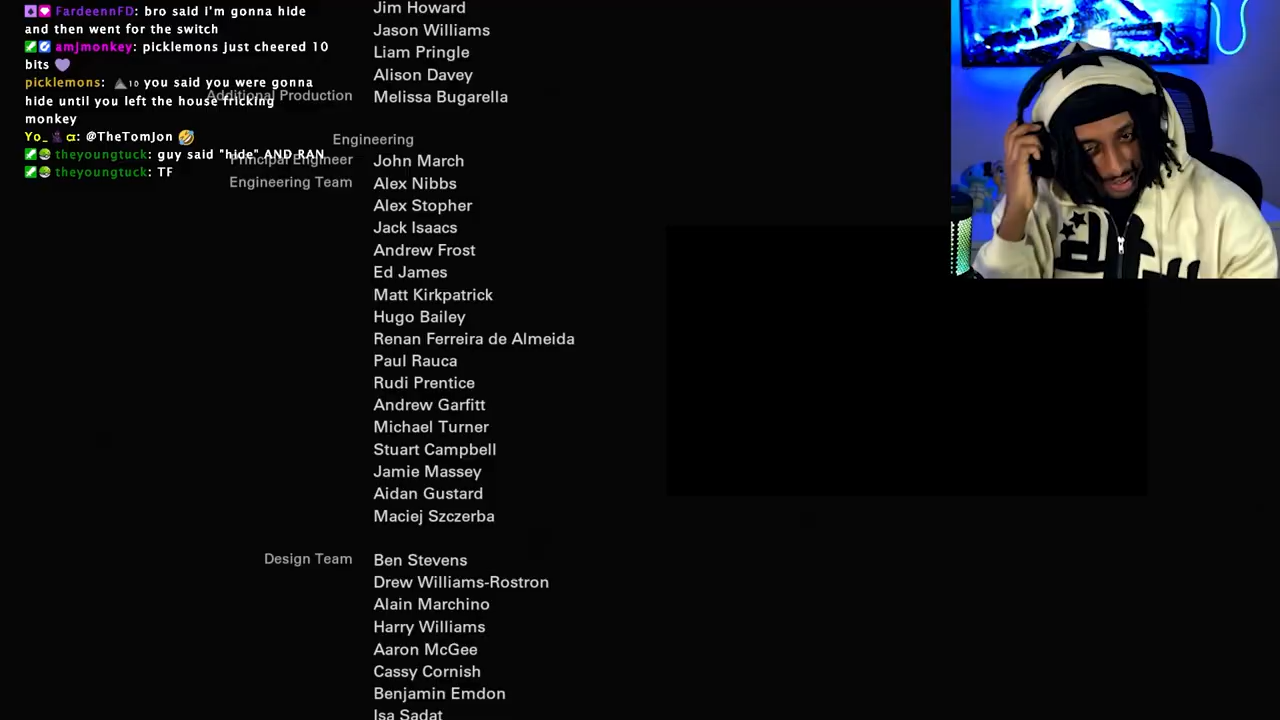 FardeennFD: bro said I'm gonna hide
and then went for the switch
amjmonkey: picklemons just cheered 10
bits
picklemons: 10 you said you were gonna
hide until you left the house fricking
monkey
@TheTomJon
theyoungtuck: guy said "hide" AND RAN
theyoungtuck: TF
Jim Howard
Jason Williams
Liam Pringle
Alison Davey
Additional Production Melissa Bugarella
Engineering
Principal Engineer John March
Engineering Team Alex Nibbs
Alex Stopher
Jack Isaacs
Andrew Frost
Ed James
Matt Kirkpatrick
Hugo Bailey
Renan Ferreira de Almeida
Paul Rauca
Rudi Prentice
Andrew Garfitt
Michael Turner
Stuart Campbell
Jamie Massey
Aidan Gustard
Maciej Szczerba
Design Team Ben Stevens
Drew Williams-Rostron
Alain Marchino
Harry Williams
Aaron McGee
Cassy Cornish
Benjamin Emdon
Isa Sadat